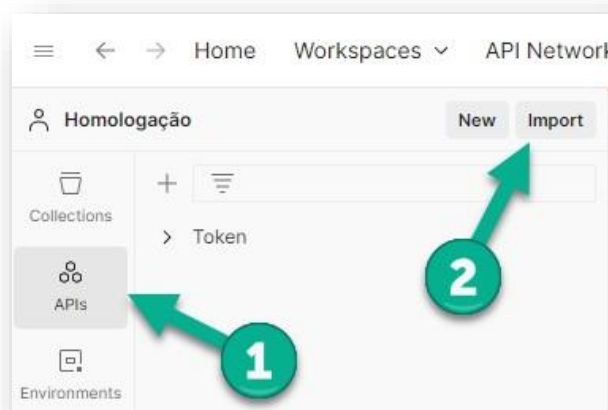 Home Workspaces API Network
Homologação New Import
Collections
Token
APIs
2
1
Environments